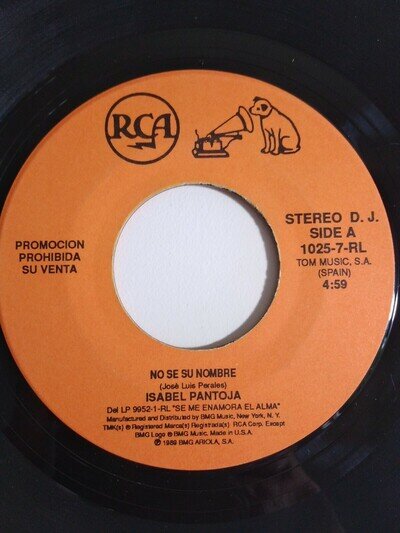 RCA
STEREO D. J.
SIDE A
1025-7-RL
TOM MUSIC, S.A.
(SPAIN)
4:59
PROMOCION
PROHIBIDA
SU VENTA
NO SE SU NOMBRE
(José Luis Perales)
ISABEL PANTOJA
Del LP 9952-1-RL "SE ME ENAMORA EL ALMA"
Manufactured and Distributed by BMG Music, New York, N. Y.
TMK(s) ® Registered Marca(s) Registrada(s) RCA Corp. Except
BMG Logo ® BMG Music. Made in U.S.A.
℗ 1989 BMG ARIOLA, S.A.